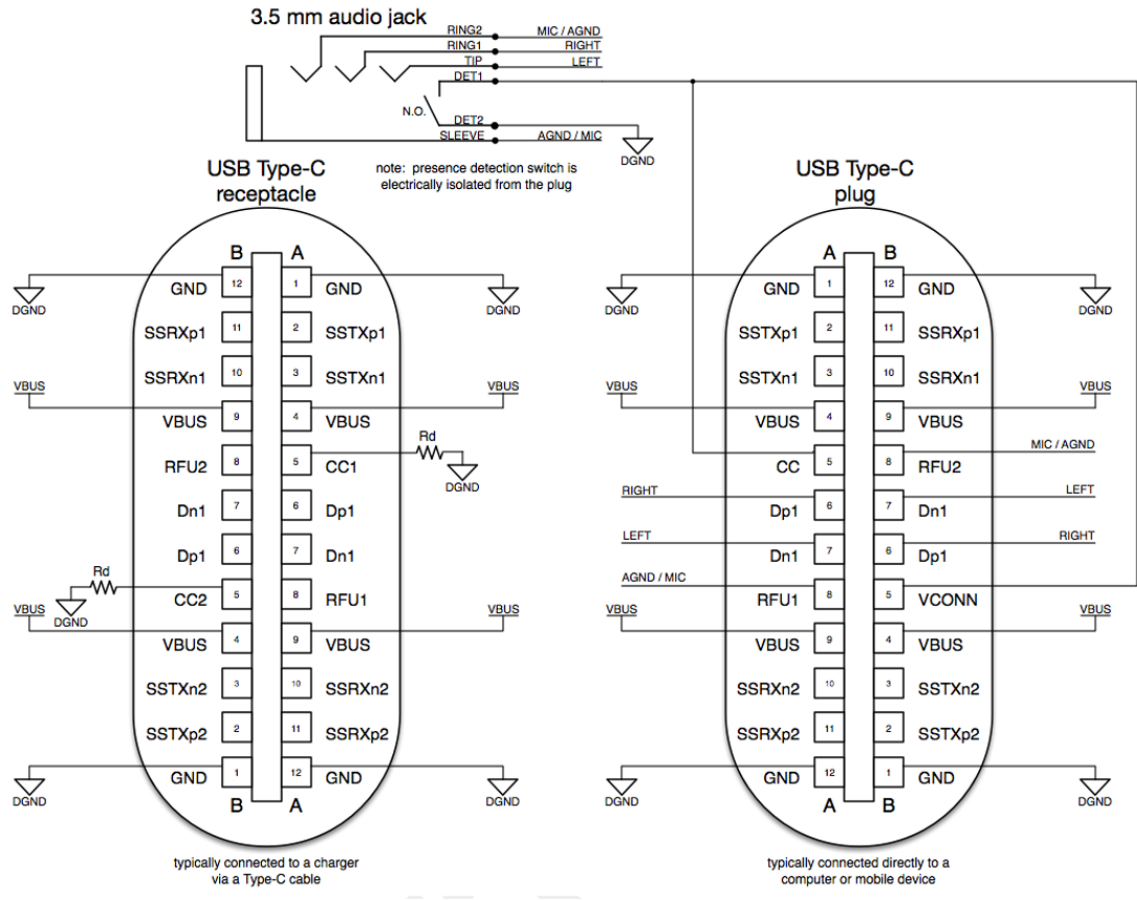 3.5 mm audio jack
RING2 MIC / AGND
RING1 RIGHT
TIP LEFT
DET1
N.O.
DET2
SLEEVE AGND / MIC
DGND
note: presence detection switch is
electrically isolated from the plug
USB Type-C
receptacle
B A
GND 12 1 GND
DGND DGND
SSRXp1 11 2 SSTXp1
SSRXn1 10 3 SSTXn1
VBUS VBUS
VBUS 9 4 VBUS
Rd
RFU2 8 5 CC1
DGND
Dn1 7 6 Dp1
Dp1 6 7 Dn1
Rd
CC2 5 8 RFU1
DGND
VBUS VBUS
VBUS 4 9 VBUS
SSTXn2 3 10 SSRXn2
SSTXp2 2 11 SSRXp2
GND 1 12 GND
DGND DGND
B A
typically connected to a charger
via a Type-C cable
USB Type-C
plug
A B
GND 1 12 GND
DGND DGND
SSTXp1 2 11 SSRXp1
SSTXn1 3 10 SSRXn1
VBUS VBUS
VBUS 4 9 VBUS
MIC / AGND
CC 5 8 RFU2
RIGHT LEFT
Dp1 6 7 Dn1
LEFT RIGHT
Dn1 7 6 Dp1
AGND / MIC
RFU1 8 5 VCONN
VBUS VBUS
VBUS 9 4 VBUS
SSRXn2 10 3 SSTXn2
SSRXp2 11 2 SSTXp2
GND 12 1 GND
DGND DGND
A B
typically connected directly to a
computer or mobile device